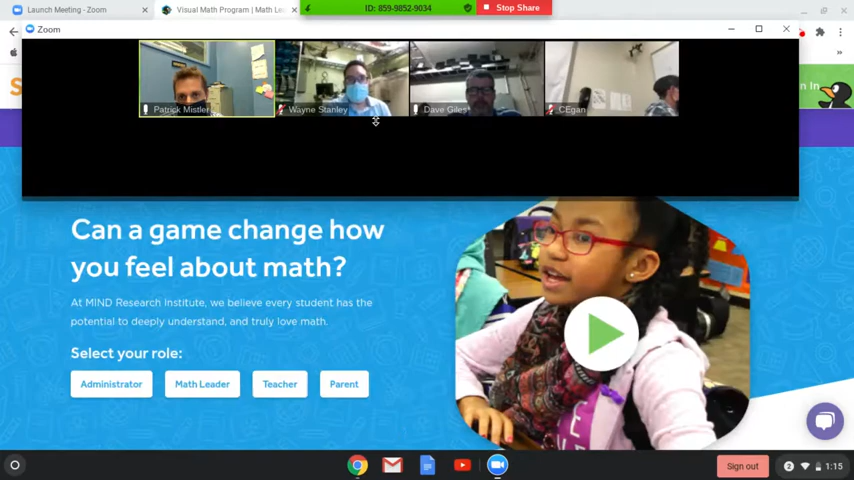 Launch Meeting - Zoom
Visual Math Program | Math Le
ID: 859-9852-9034
Stop Share
Zoom
Patrick Mistler
Wayne Stanley
Dave Giles
CEgan
S
n In
Can a game change how
you feel about math?
At MIND Research Institute, we believe every student has the
potential to deeply understand, and truly love math.
Select your role:
Administrator
Math Leader
Teacher
Parent
Sign out
2
1:15